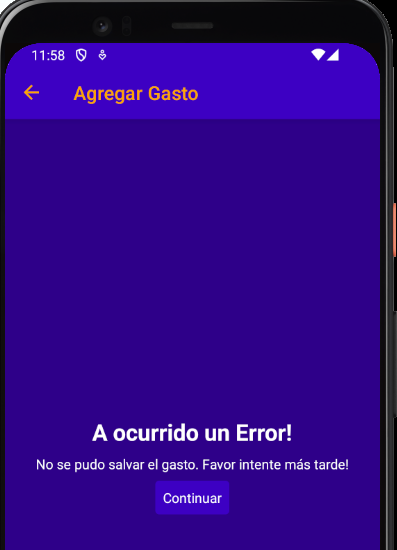 11:58
Agregar Gasto
A ocurrido un Error!
No se pudo salvar el gasto. Favor intente más tarde!
Continuar